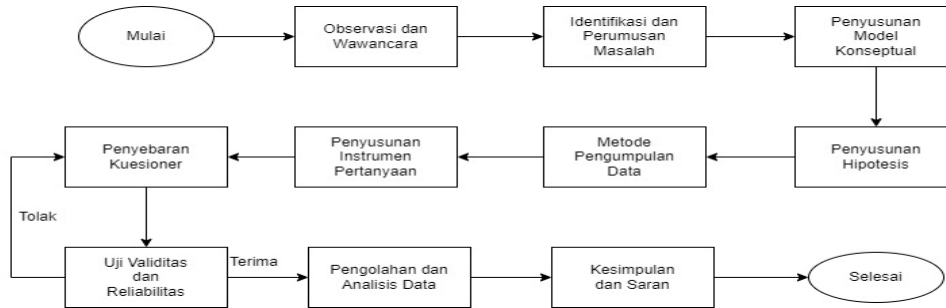 Mulai
Observasi dan
Wawancara
Identifikasi dan
Perumusan
Masalah
Penyusunan
Model
Konseptual
Penyusunan
Hipotesis
Metode
Pengumpulan
Data
Penyusunan
Instrumen
Pertanyaan
Penyebaran
Kuesioner
Tolak
Uji Validitas
dan
Reliabilitas
Terima
Pengolahan dan
Analisis Data
Kesimpulan
dan Saran
Selesai